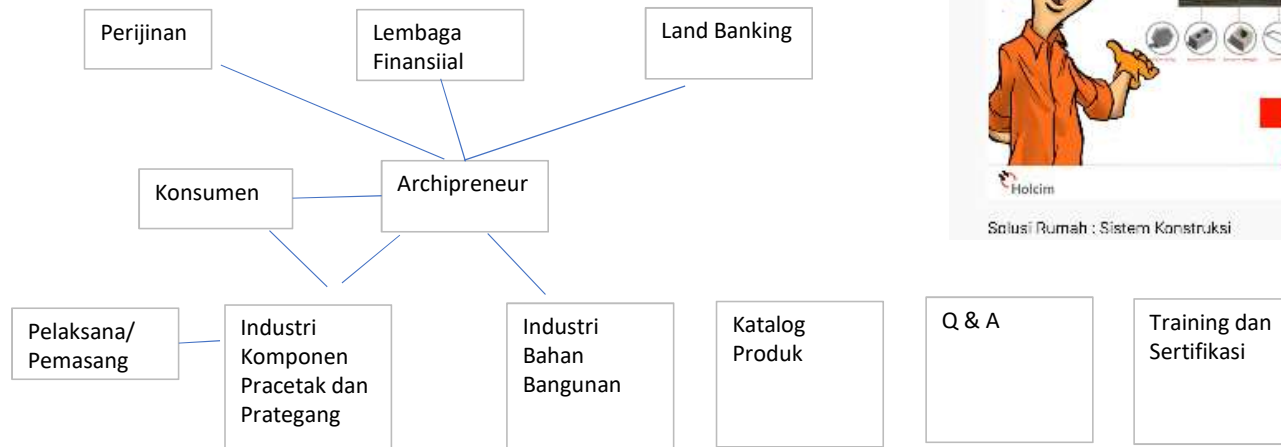 Perijinan
Lembaga
Finansiial
Land Banking
Holcim
Solusi Rumah : Sistem Konstruksi
Konsumen
Archipreneur
Pelaksana/
Pemasang
Industri
Komponen
Pracetak dan
Prategang
Industri
Bahan
Bangunan
Katalog
Produk
Q & A
Training dan
Sertifikasi